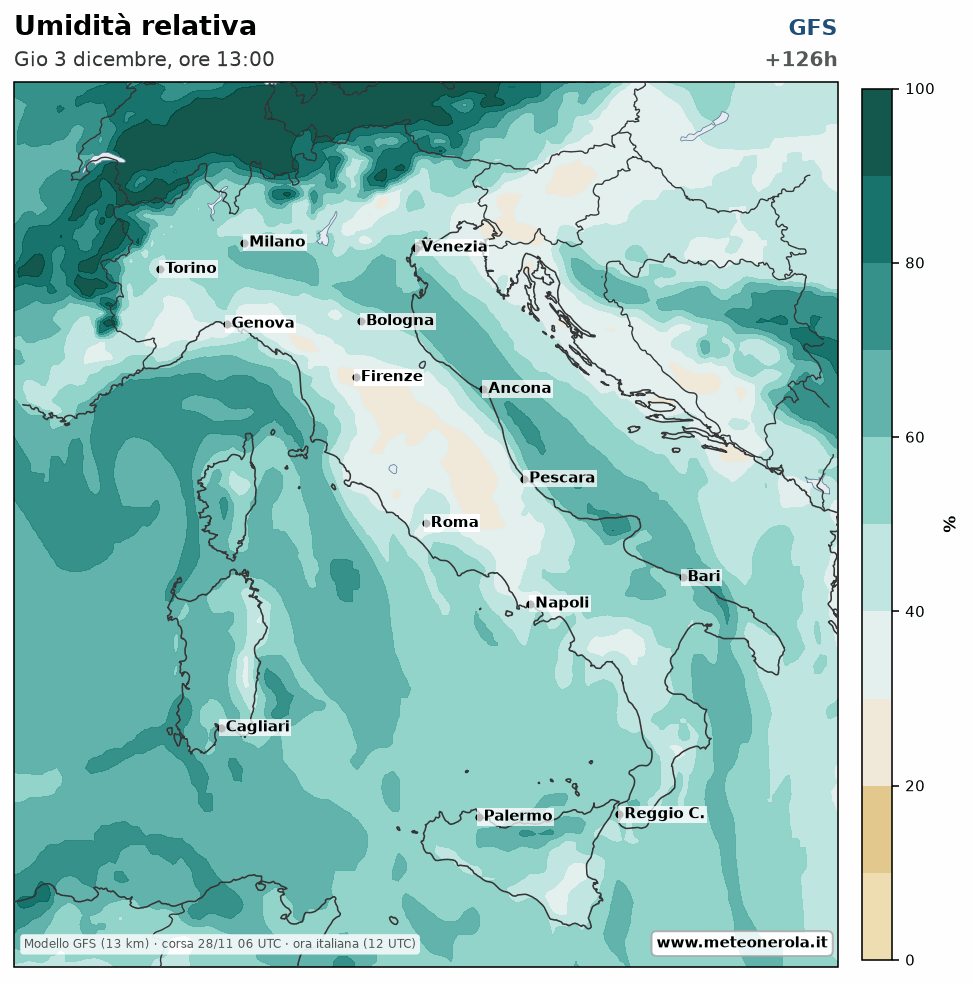 Umidità relativa
GFS
Gio 3 dicembre, ore 13:00
+126h
100
80
60
40
20
0
%
Milano
Venezia
Torino
Genova
Bologna
Firenze
Ancona
Pescara
Roma
Bari
Napoli
Cagliari
Palermo
Reggio C.
Modello GFS (13 km) · corsa 28/11 06 UTC · ora italiana (12 UTC)
www.meteonerola.it